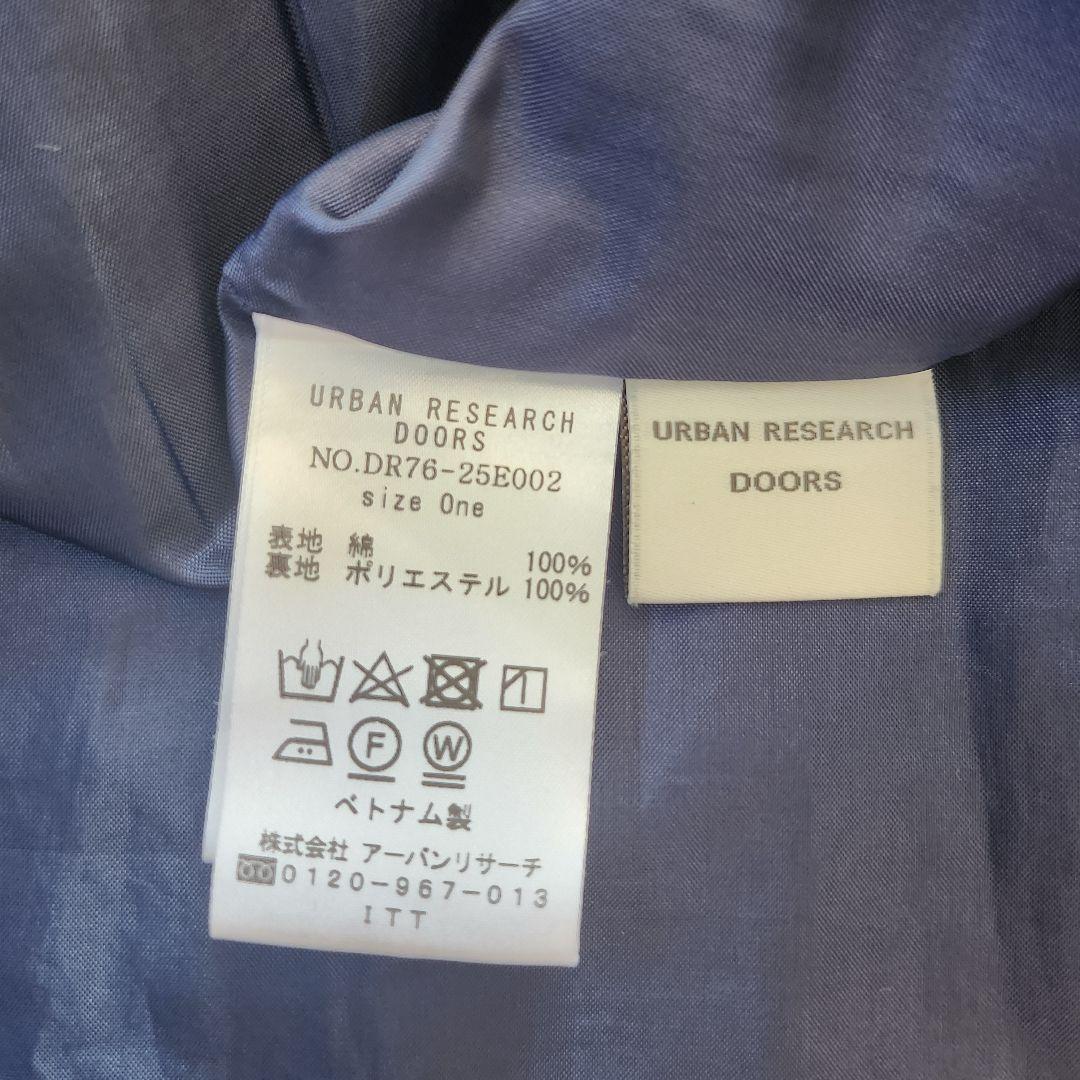 URBAN RESEARCH
DOORS
NO.DR76-25E002
size One
表地 綿 100%
裏地 ポリエステル 100%
F W
ベトナム製
株式会社 アーバンリサーチ
0120-967-013
ITT
URBAN RESEARCH
DOORS